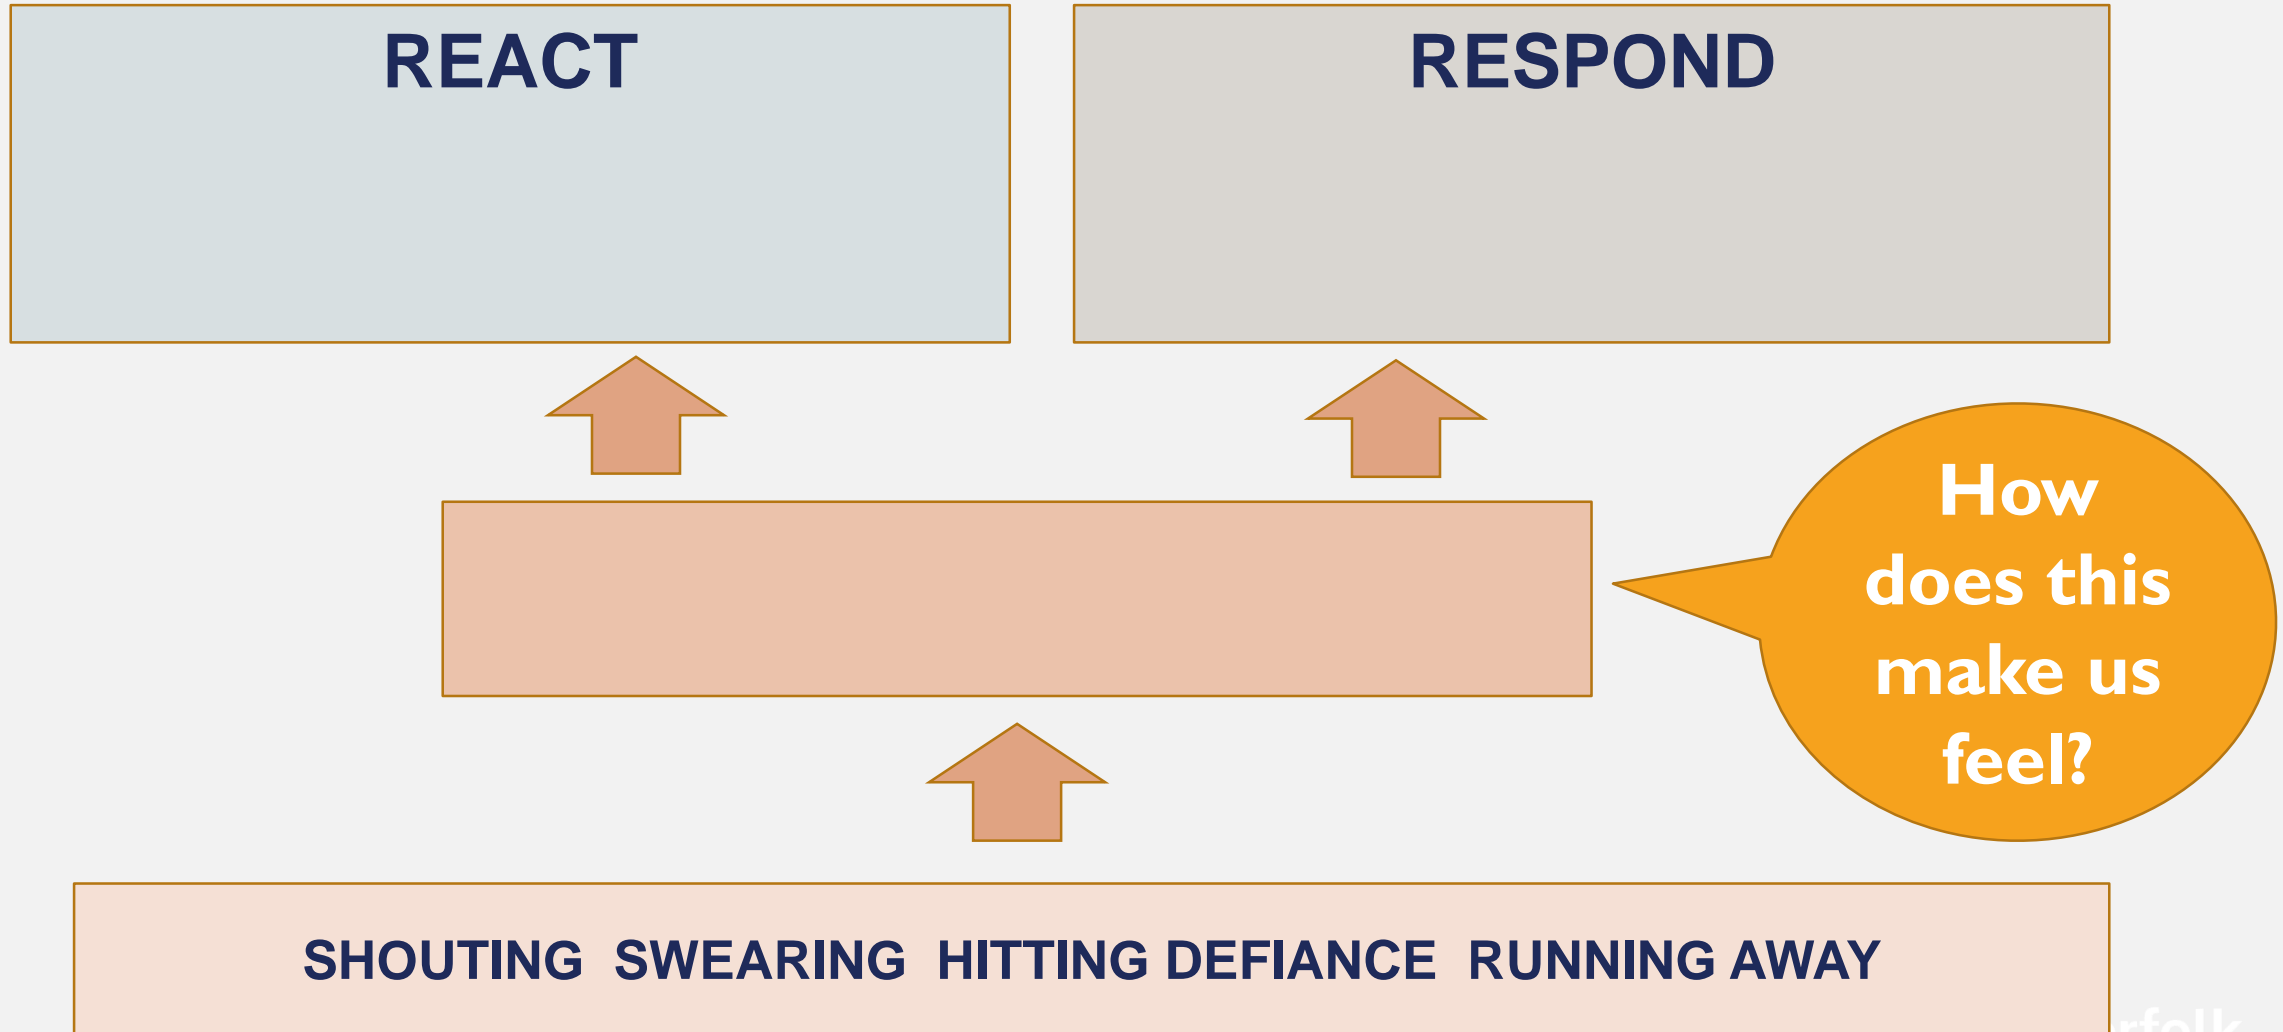 REACT
RESPOND
How
does this
make us
feel?
SHOUTING  SWEARING  HITTING DEFIANCE  RUNNING AWAY